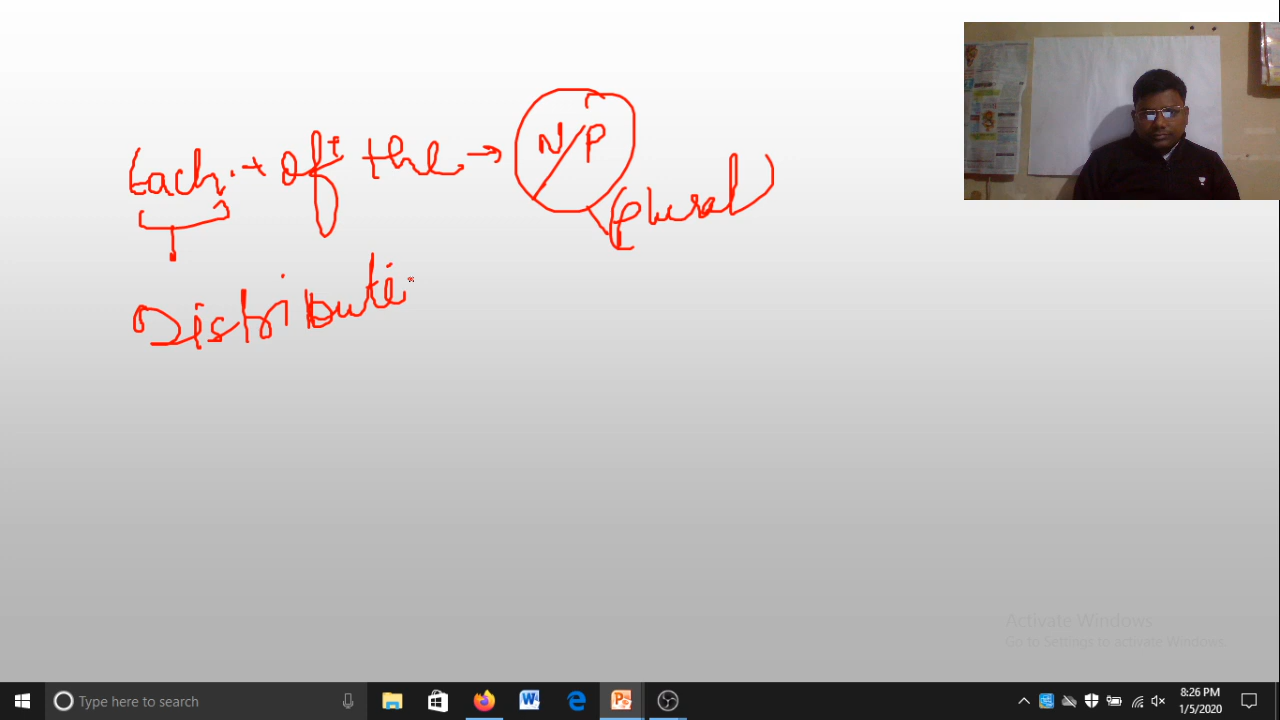 Each + of + the → N/P
(plural)
Distributi
Activate Windows
Go to Settings to activate Windows.
Type here to search
8:26 PM
1/5/2020